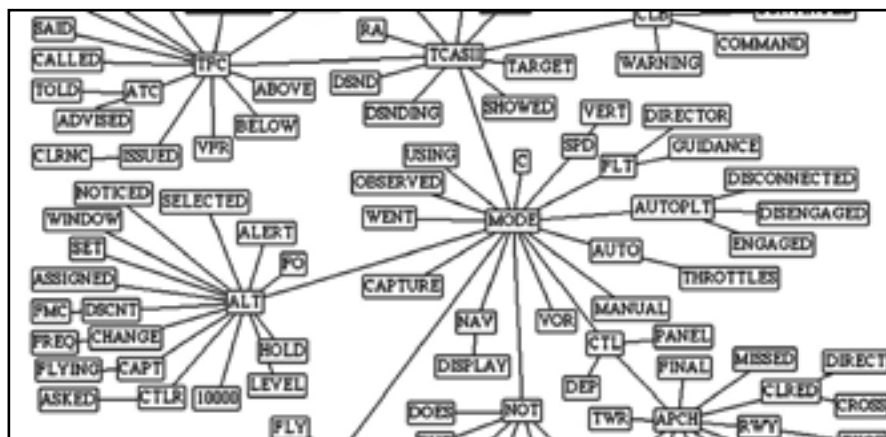 SAID
RA
CLB
CALLED
TFC
TCASII
COMMAND
WARNING
TARGET
TOLD
ATC
ABOVE
DSND
ADVISED
BELOW
DSNDING
SHOWED
VERT
DIRECTOR
CLRNC
ISSUED
VFR
USING
C
SPD
GUIDANCE
FLT
NOTICED
SELECTED
OBSERVED
DISCONNECTED
WINDOW
WENT
MODE
AUTOPLT
DISENGAGED
SET
ALERT
AUTO
ENGAGED
ASSIGNED
FO
CAPTURE
THROTTLES
FMC
DSCNT
ALT
MANUAL
FREQ
CHANGE
HOLD
NAV
VOR
CTL
PANEL
FLYING
CAPT
LEVEL
DISPLAY
DEP
FINAL
MISSED
DIRECT
ASKED
CTLR
10000
CLRED
CROSS
FLY
DOES
NOT
TWR
APCH
RWY